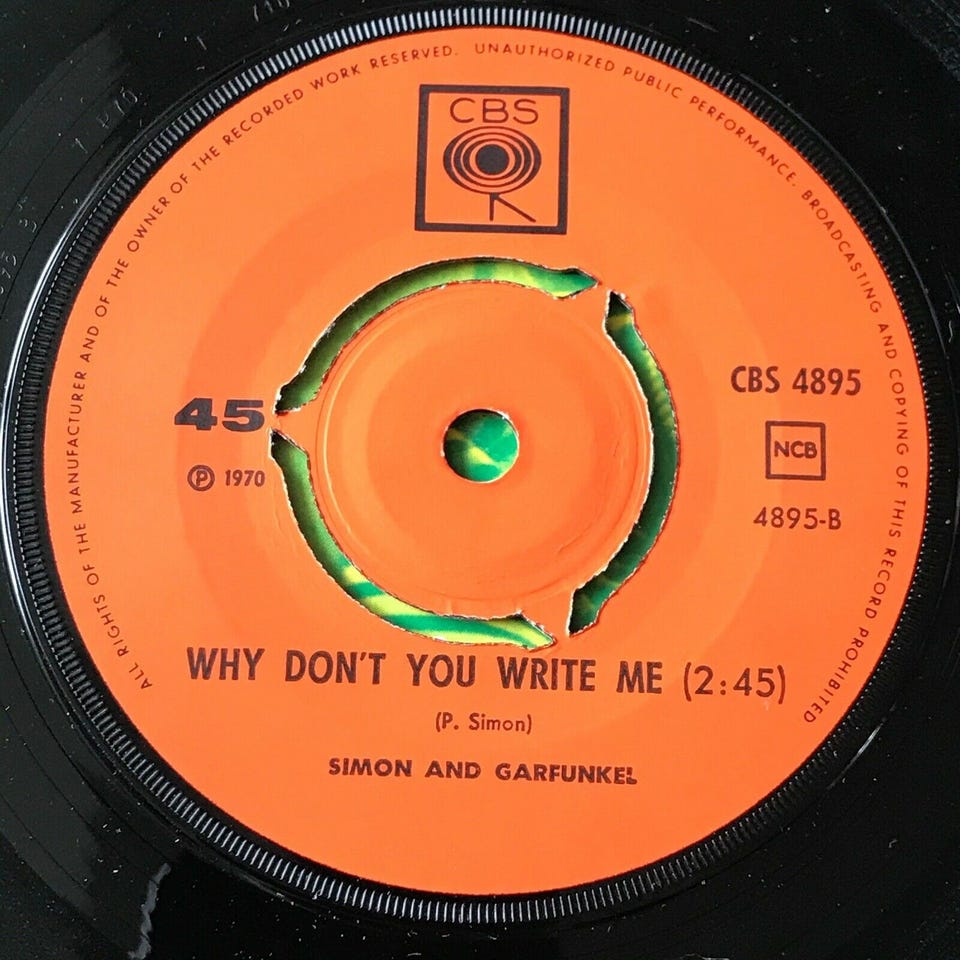 ALL RIGHTS OF THE MANUFACTURER AND OF THE OWNER OF THE RECORDED WORK RESERVED. UNAUTHORIZED PUBLIC PERFORMANCE. BROADCASTING AND COPYING OF THIS RECORD PROHIBITED
CBS
45
CBS 4895
NCB
Ⓟ 1970
4895-B
WHY DON'T YOU WRITE ME (2:45)
(P. Simon)
SIMON AND GARFUNKEL